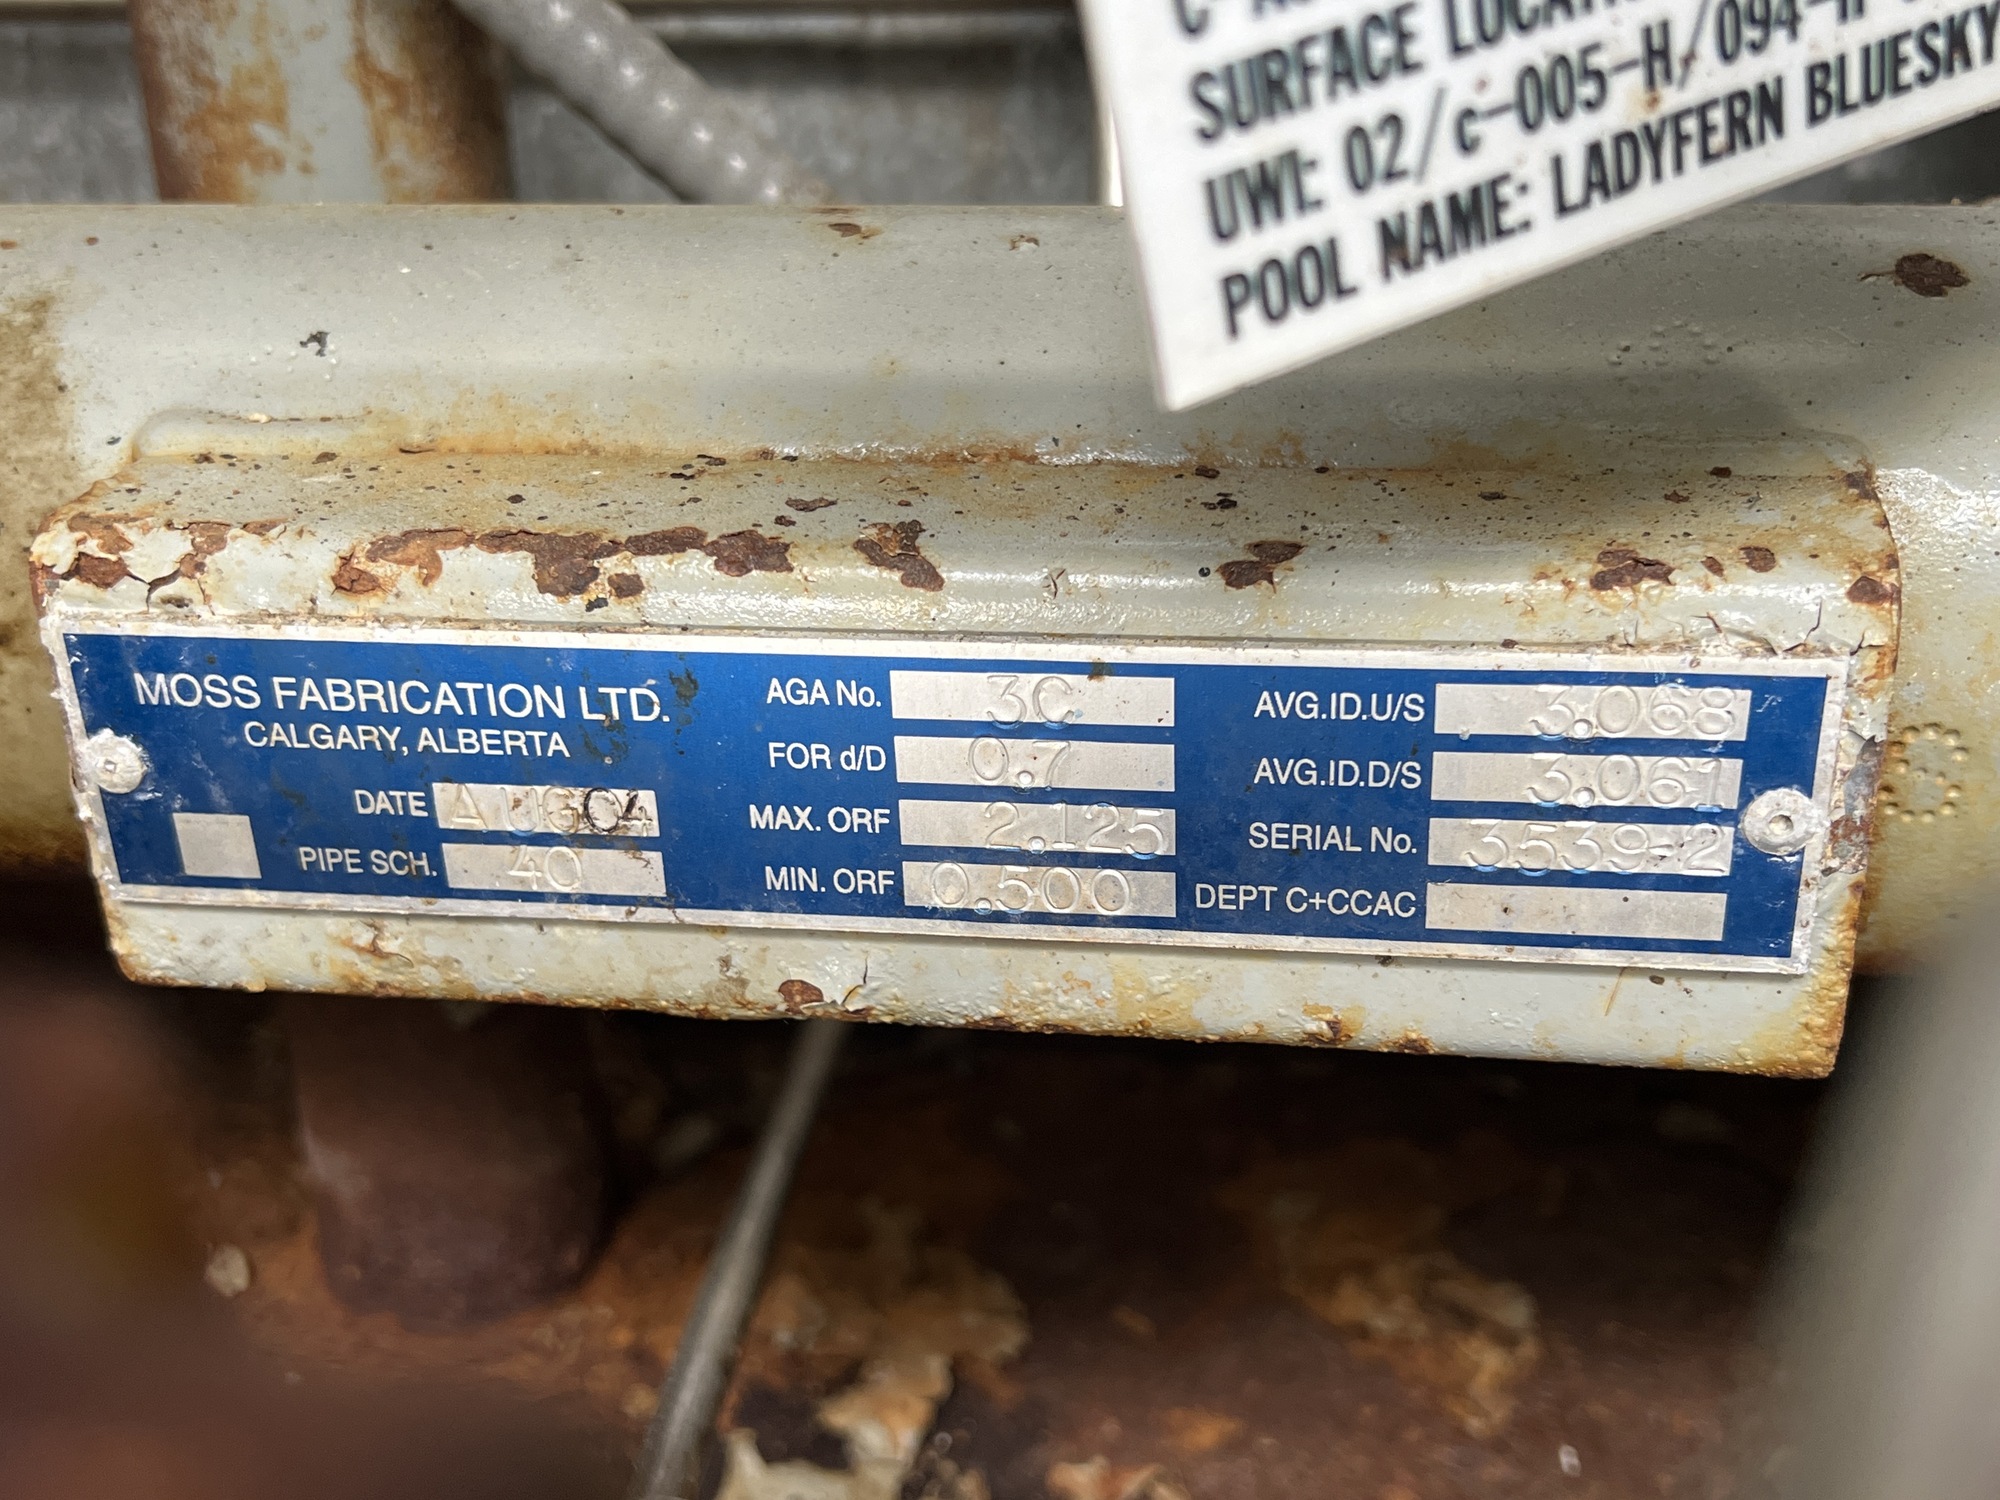 SURFACE
UWI: 02/c-005-H/094-H
POOL NAME: LADYFERN BLUESKY
MOSS FABRICATION LTD.
CALGARY, ALBERTA
DATE AUG04
PIPE SCH. 40
AGA No. 3C
FOR d/D 0.7
MAX. ORF 2.125
MIN. ORF 0.500
AVG.ID.U/S 3.068
AVG.ID.D/S 3.061
SERIAL No. 3539-2
DEPT C+CCAC